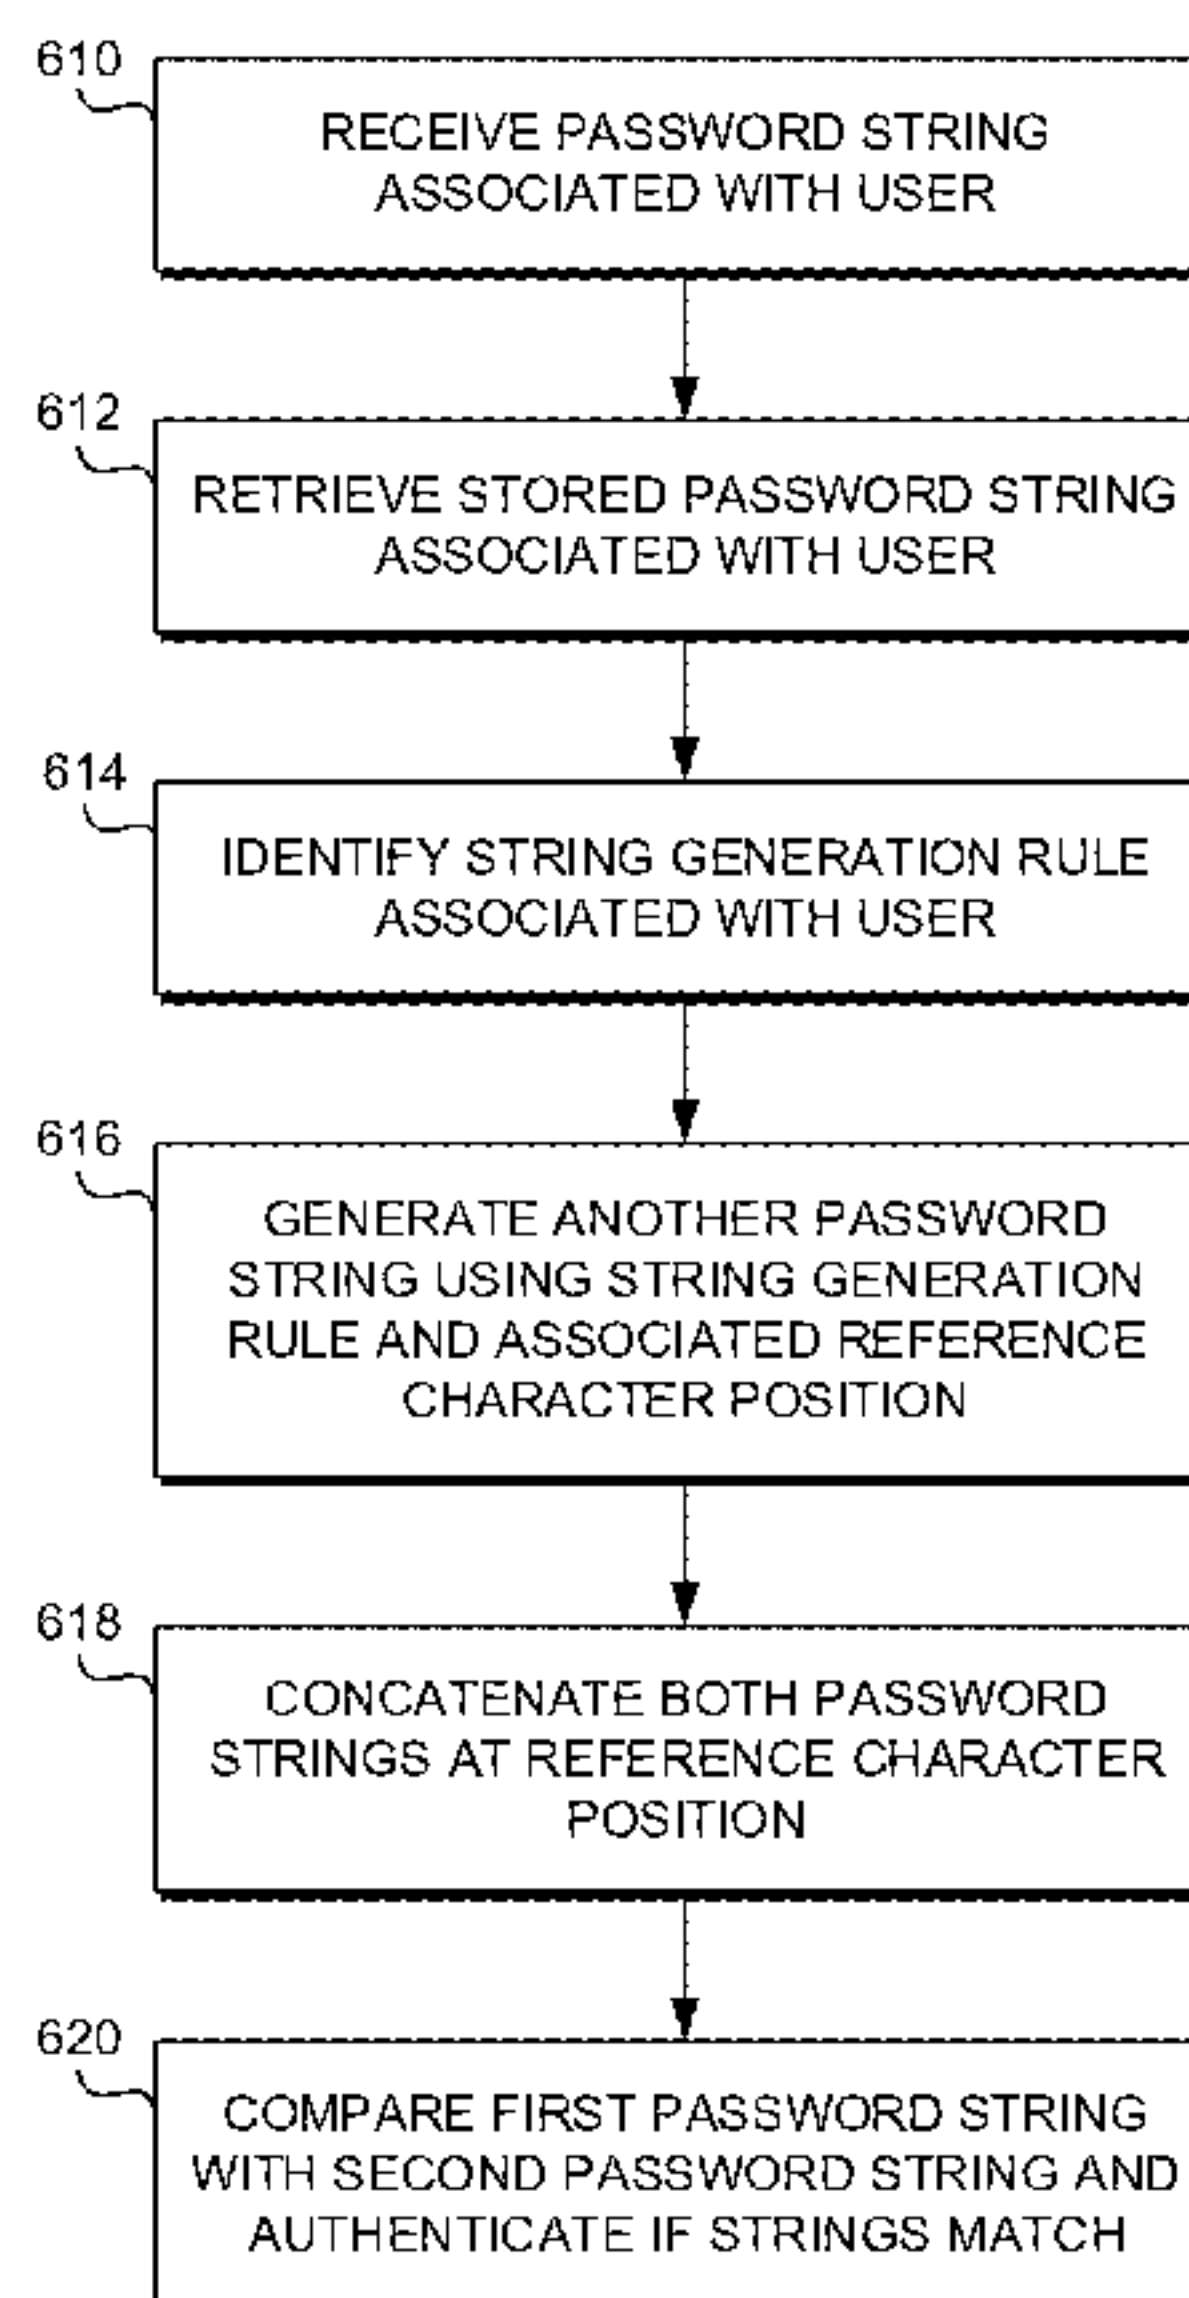 610
RECEIVE PASSWORD STRING
ASSOCIATED WITH USER
612
RETRIEVE STORED PASSWORD STRING
ASSOCIATED WITH USER
614
IDENTIFY STRING GENERATION RULE
ASSOCIATED WITH USER
616
GENERATE ANOTHER PASSWORD
STRING USING STRING GENERATION
RULE AND ASSOCIATED REFERENCE
CHARACTER POSITION
618
CONCATENATE BOTH PASSWORD
STRINGS AT REFERENCE CHARACTER
POSITION
620
COMPARE FIRST PASSWORD STRING
WITH SECOND PASSWORD STRING AND
AUTHENTICATE IF STRINGS MATCH